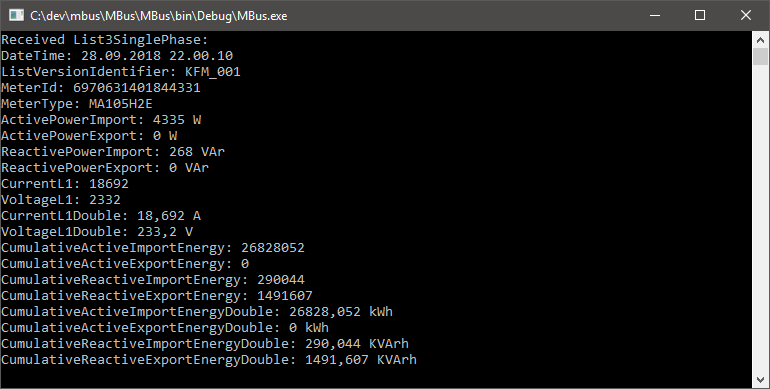 C:\dev\mbus\MBus\MBus\bin\Debug\MBus.exe
Received List3SinglePhase:
DateTime: 28.09.2018 22.00.10
ListVersionIdentifier: KFM_001
MeterId: 6970631401844331
MeterType: MA105H2E
ActivePowerImport: 4335 W
ActivePowerExport: 0 W
ReactivePowerImport: 268 VAr
ReactivePowerExport: 0 VAr
CurrentL1: 18692
VoltageL1: 2332
CurrentL1Double: 18,692 A
VoltageL1Double: 233,2 V
CumulativeActiveImportEnergy: 26828052
CumulativeActiveExportEnergy: 0
CumulativeReactiveImportEnergy: 290044
CumulativeReactiveExportEnergy: 1491607
CumulativeActiveImportEnergyDouble: 26828,052 kWh
CumulativeActiveExportEnergyDouble: 0 kWh
CumulativeReactiveImportEnergyDouble: 290,044 KVArh
CumulativeReactiveExportEnergyDouble: 1491,607 KVArh